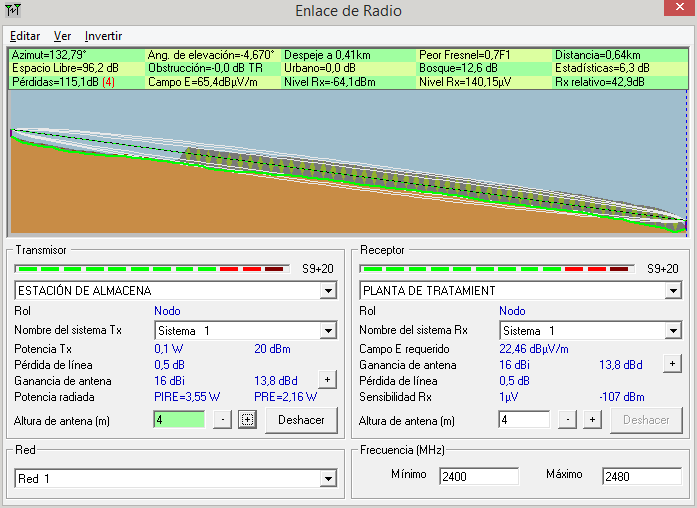 Enlace de Radio
Editar Ver Invertir
Azimut=132,79° Ang. de elevación=-4,670° Despeje a 0,41km Peor Fresnel=0,7F1 Distancia=0,64km
Espacio Libre=96,2 dB Obstrucción=-0,0 dB TR Urbano=0,0 dB Bosque=12,6 dB Estadísticas=6,3 dB
Pérdidas=115,1dB (4) Campo E=65,4dBµV/m Nivel Rx=-64,1dBm Nivel Rx=140,15µV Rx relativo=42,9dB
Transmisor
S9+20
ESTACIÓN DE ALMACENA
Rol Nodo
Nombre del sistema Tx Sistema 1
Potencia Tx 0,1 W 20 dBm
Pérdida de línea 0,5 dB
Ganancia de antena 16 dBi 13,8 dBd +
Potencia radiada PIRE=3,55 W PRE=2,16 W
Altura de antena (m) 4 - + Deshacer
Receptor
S9+20
PLANTA DE TRATAMIENT
Rol Nodo
Nombre del sistema Rx Sistema 1
Campo E requerido 22,46 dBµV/m
Ganancia de antena 16 dBi 13,8 dBd +
Pérdida de línea 0,5 dB
Sensibilidad Rx 1µV -107 dBm
Altura de antena (m) 4 - + Deshacer
Red
Red 1
Frecuencia (MHz)
Mínimo 2400 Máximo 2480